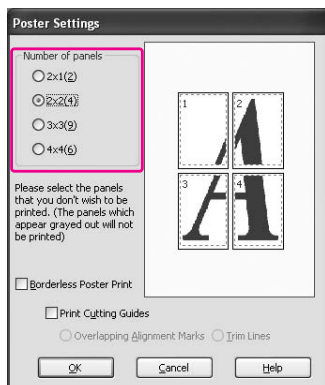 Poster Settings
Number of panels
2x1(2)
2x2(4)
3x3(9)
4x4(6)
1
2
3
4
Please select the panels
that you don't wish to be
printed. (The panels which
appear grayed out will not
be printed)
Borderless Poster Print
Print Cutting Guides
Overlapping Alignment Marks
Trim Lines
OK
Cancel
Help